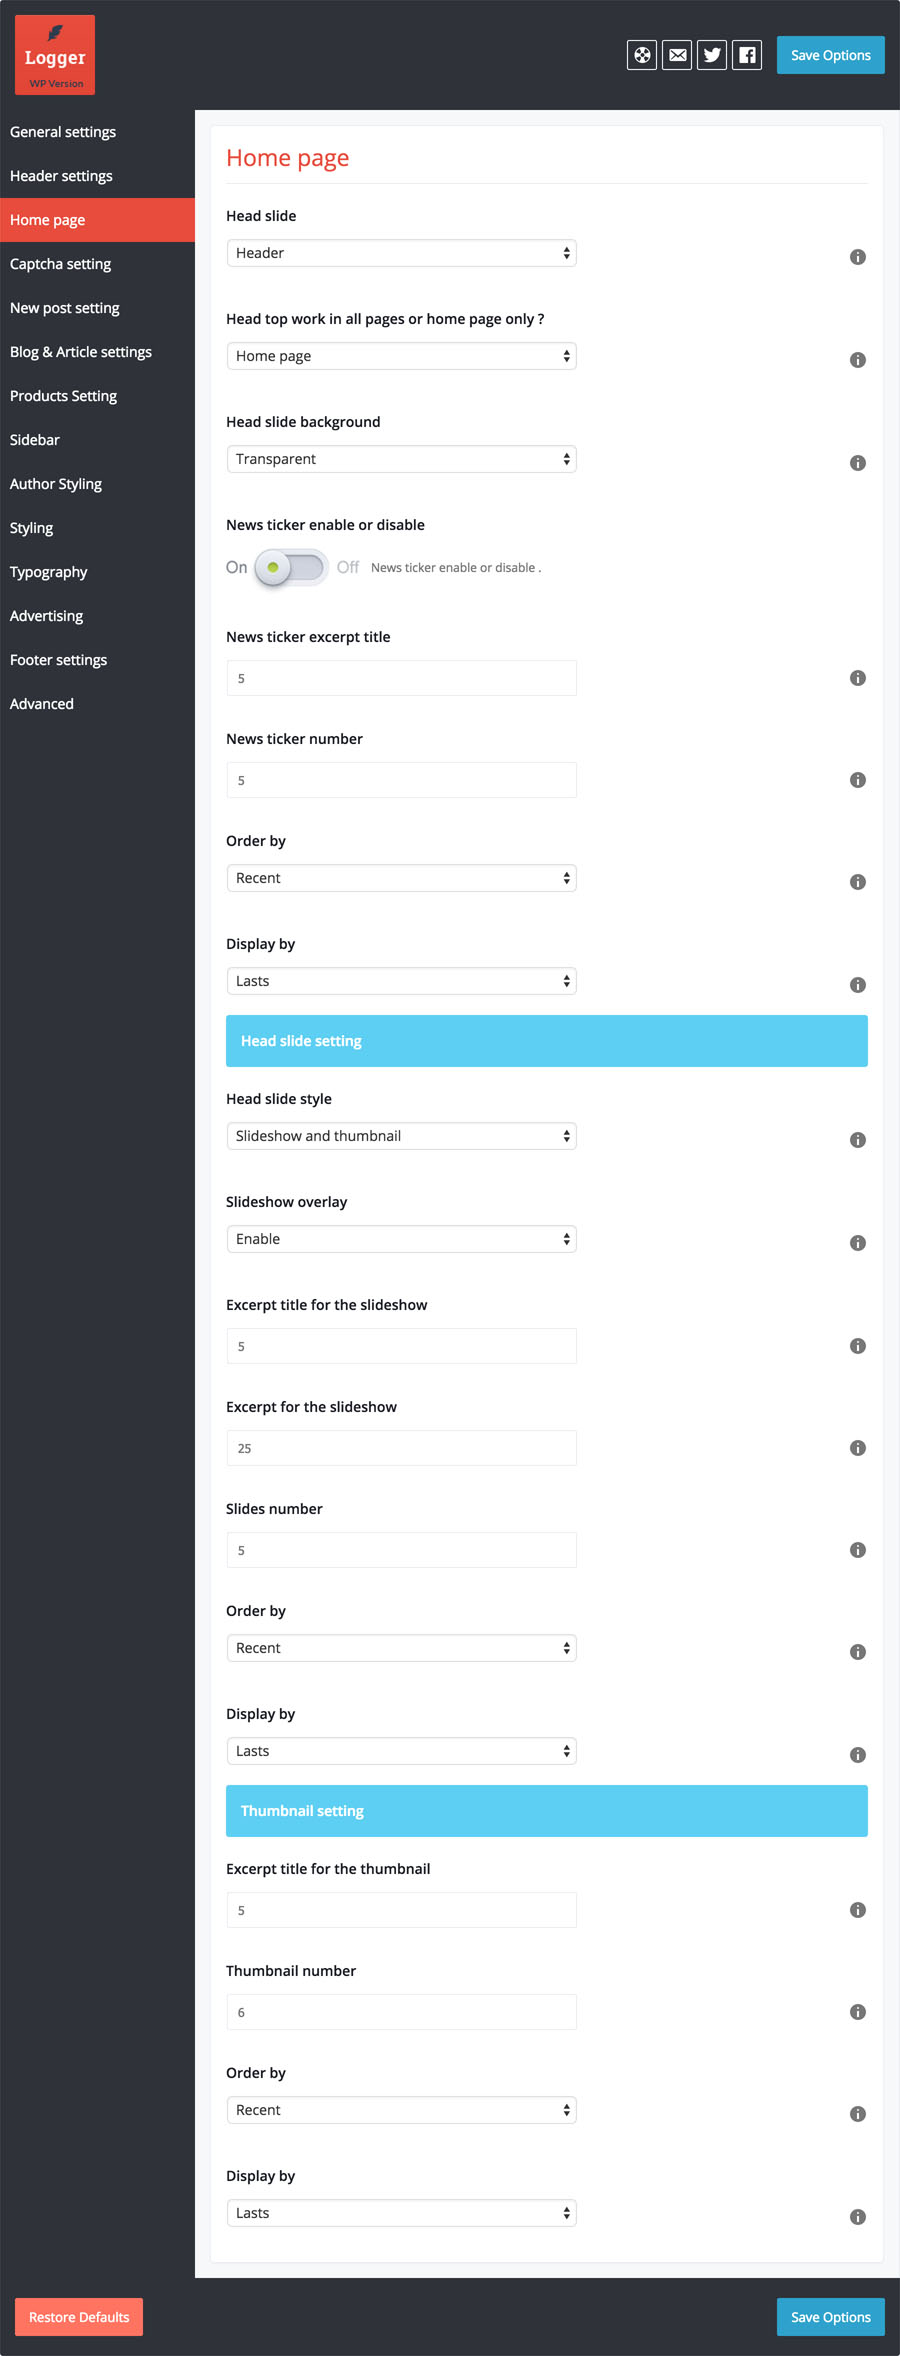 Logger
WP Version
Save Options
General settings
Header settings
Home page
Captcha setting
New post setting
Blog & Article settings
Products Setting
Sidebar
Author Styling
Styling
Typography
Advertising
Footer settings
Advanced
Home page
Head slide
Header
Head top work in all pages or home page only ?
Home page
Head slide background
Transparent
News ticker enable or disable
On Off News ticker enable or disable .
News ticker excerpt title
5
News ticker number
5
Order by
Recent
Display by
Lasts
Head slide setting
Head slide style
Slideshow and thumbnail
Slideshow overlay
Enable
Excerpt title for the slideshow
5
Excerpt for the slideshow
25
Slides number
5
Order by
Recent
Display by
Lasts
Thumbnail setting
Excerpt title for the thumbnail
5
Thumbnail number
6
Order by
Recent
Display by
Lasts
Restore Defaults
Save Options